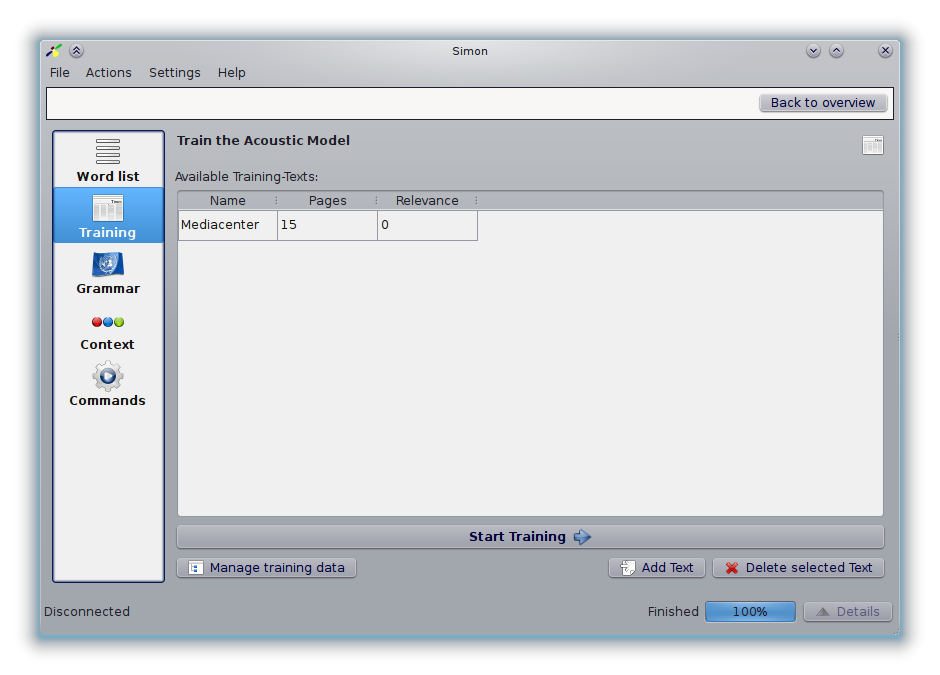 Simon
File Actions Settings Help
Back to overview
Word list
Training
Grammar
Context
Commands
Train the Acoustic Model
Available Training-Texts:
Name Pages Relevance
Mediacenter 15 0
Start Training
Manage training data Add Text Delete selected Text
Disconnected Finished 100% Details